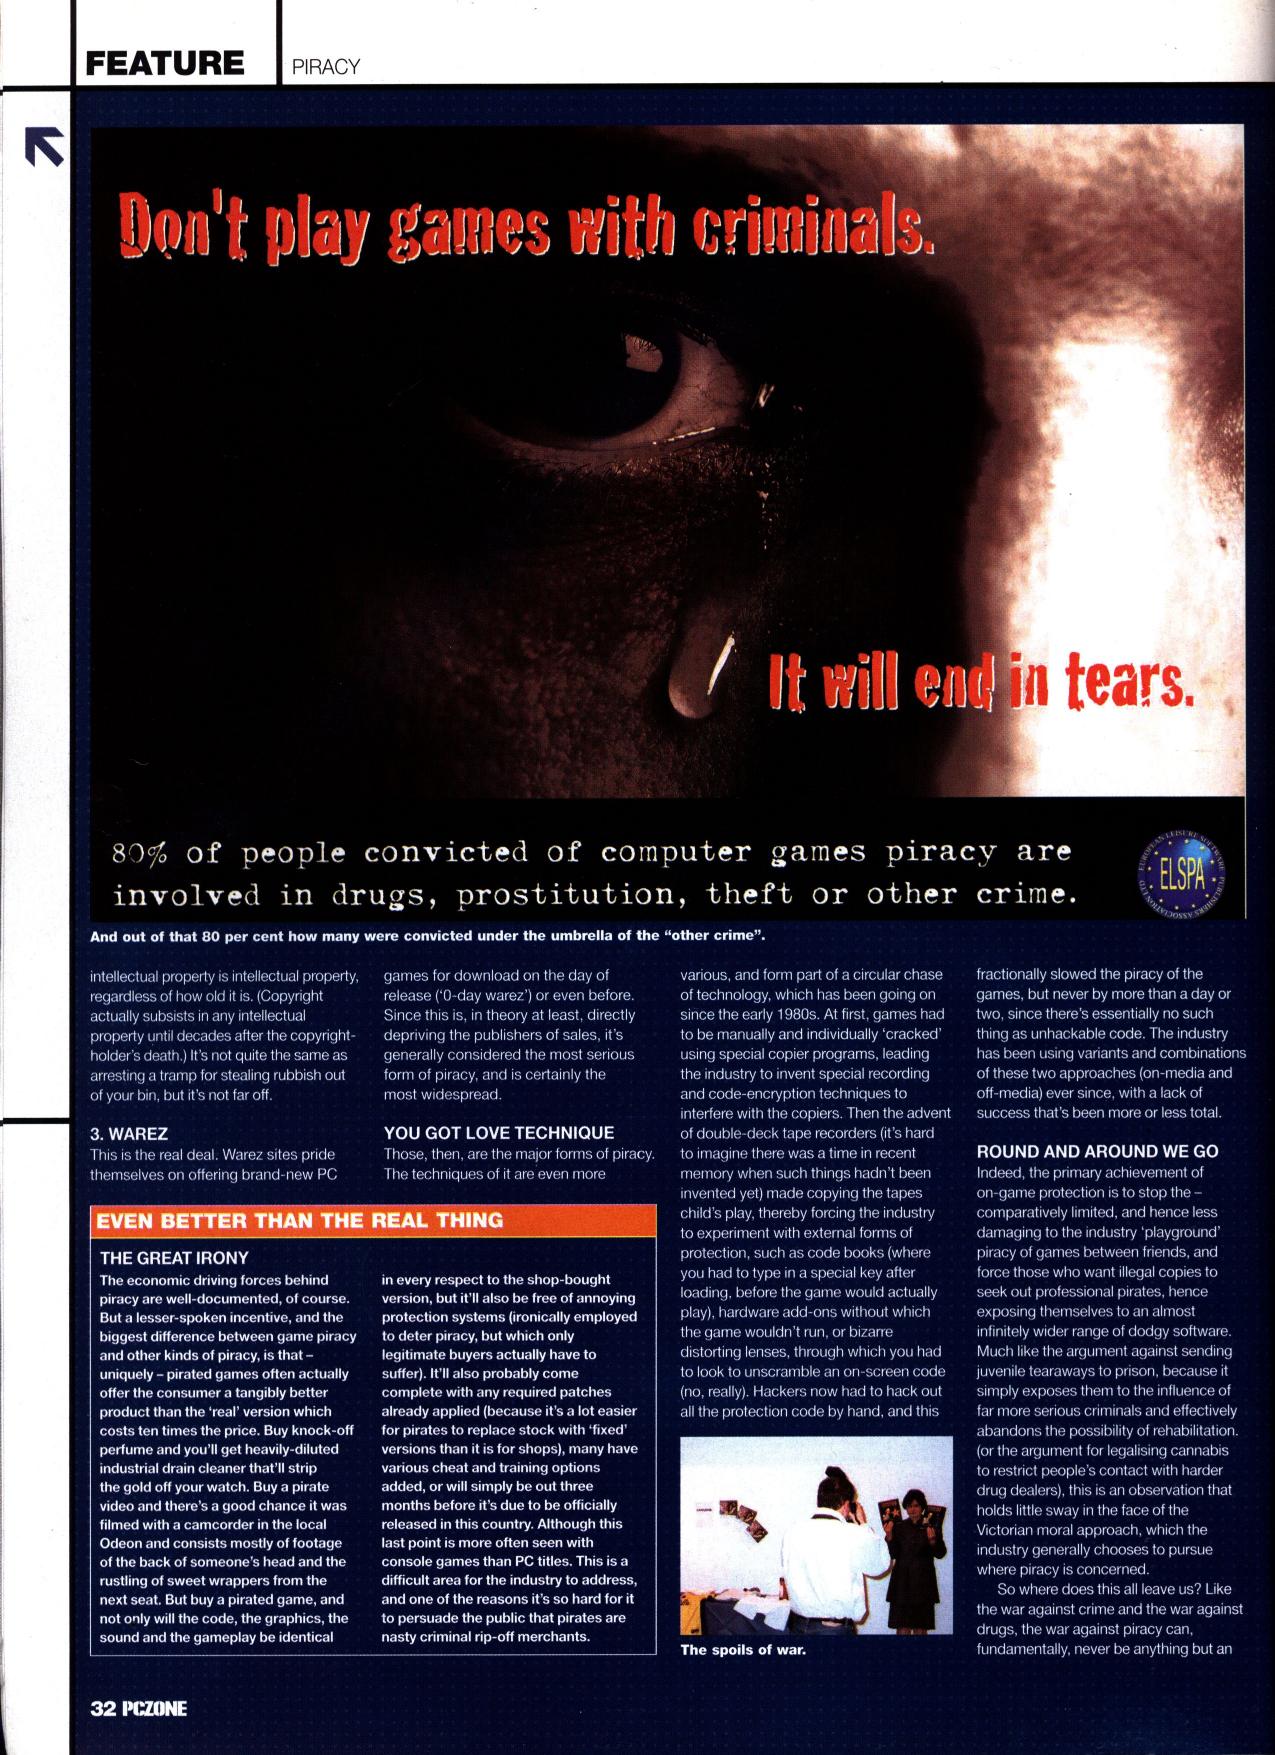 FEATURE
PIRACY
Don't play games with criminals.
It will end in tears.
80% of people convicted of computer games piracy are
involved in drugs, prostitution, theft or other crime.
EUROPEAN LEISURE SOFTWARE PUBLISHERS ASSOCIATION LTD
ELSPA
And out of that 80 per cent how many were convicted under the umbrella of the “other crime”.
intellectual property is intellectual property,
regardless of how old it is. (Copyright
actually subsists in any intellectual
property until decades after the copyright-
holder's death.) It's not quite the same as
arresting a tramp for stealing rubbish out
of your bin, but it's not far off.
3. WAREZ
This is the real deal. Warez sites pride
themselves on offering brand-new PC
games for download on the day of
release (‘0-day warez’) or even before.
Since this is, in theory at least, directly
depriving the publishers of sales, it's
generally considered the most serious
form of piracy, and is certainly the
most widespread.
YOU GOT LOVE TECHNIQUE
Those, then, are the major forms of piracy.
The techniques of it are even more
various, and form part of a circular chase
of technology, which has been going on
since the early 1980s. At first, games had
to be manually and individually ‘cracked’
using special copier programs, leading
the industry to invent special recording
and code-encryption techniques to
interfere with the copiers. Then the advent
of double-deck tape recorders (it's hard
to imagine there was a time in recent
memory when such things hadn't been
invented yet) made copying the tapes
child's play, thereby forcing the industry
to experiment with external forms of
protection, such as code books (where
you had to type in a special key after
loading, before the game would actually
play), hardware add-ons without which
the game wouldn't run, or bizarre
distorting lenses, through which you had
to look to unscramble an on-screen code
(no, really). Hackers now had to hack out
all the protection code by hand, and this
fractionally slowed the piracy of the
games, but never by more than a day or
two, since there's essentially no such
thing as unhackable code. The industry
has been using variants and combinations
of these two approaches (on-media and
off-media) ever since, with a lack of
success that's been more or less total.
ROUND AND AROUND WE GO
Indeed, the primary achievement of
on-game protection is to stop the –
comparatively limited, and hence less
damaging to the industry ‘playground’
piracy of games between friends, and
force those who want illegal copies to
seek out professional pirates, hence
exposing themselves to an almost
infinitely wider range of dodgy software.
Much like the argument against sending
juvenile tearaways to prison, because it
simply exposes them to the influence of
far more serious criminals and effectively
abandons the possibility of rehabilitation.
(or the argument for legalising cannabis
to restrict people's contact with harder
drug dealers), this is an observation that
holds little sway in the face of the
Victorian moral approach, which the
industry generally chooses to pursue
where piracy is concerned.
So where does this all leave us? Like
the war against crime and the war against
drugs, the war against piracy can,
fundamentally, never be anything but an
EVEN BETTER THAN THE REAL THING
THE GREAT IRONY
The economic driving forces behind
piracy are well-documented, of course.
But a lesser-spoken incentive, and the
biggest difference between game piracy
and other kinds of piracy, is that –
uniquely – pirated games often actually
offer the consumer a tangibly better
product than the ‘real’ version which
costs ten times the price. Buy knock-off
perfume and you'll get heavily-diluted
industrial drain cleaner that'll strip
the gold off your watch. Buy a pirate
video and there's a good chance it was
filmed with a camcorder in the local
Odeon and consists mostly of footage
of the back of someone's head and the
rustling of sweet wrappers from the
next seat. But buy a pirated game, and
not only will the code, the graphics, the
sound and the gameplay be identical
in every respect to the shop-bought
version, but it'll also be free of annoying
protection systems (ironically employed
to deter piracy, but which only
legitimate buyers actually have to
suffer). It'll also probably come
complete with any required patches
already applied (because it's a lot easier
for pirates to replace stock with ‘fixed’
versions than it is for shops), many have
various cheat and training options
added, or will simply be out three
months before it's due to be officially
released in this country. Although this
last point is more often seen with
console games than PC titles. This is a
difficult area for the industry to address,
and one of the reasons it's so hard for it
to persuade the public that pirates are
nasty criminal rip-off merchants.
The spoils of war.
32 PCZONE